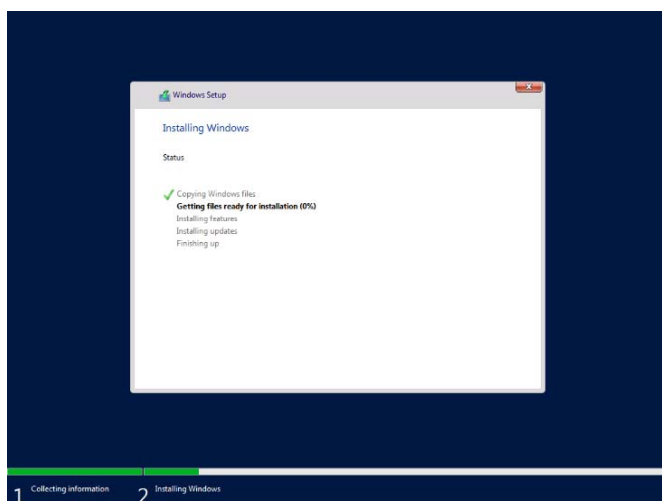 Windows Setup
Installing Windows
Status
Copying Windows files
Getting files ready for installation (0%)
Installing features
Installing updates
Finishing up
1 Collecting information
2 Installing Windows